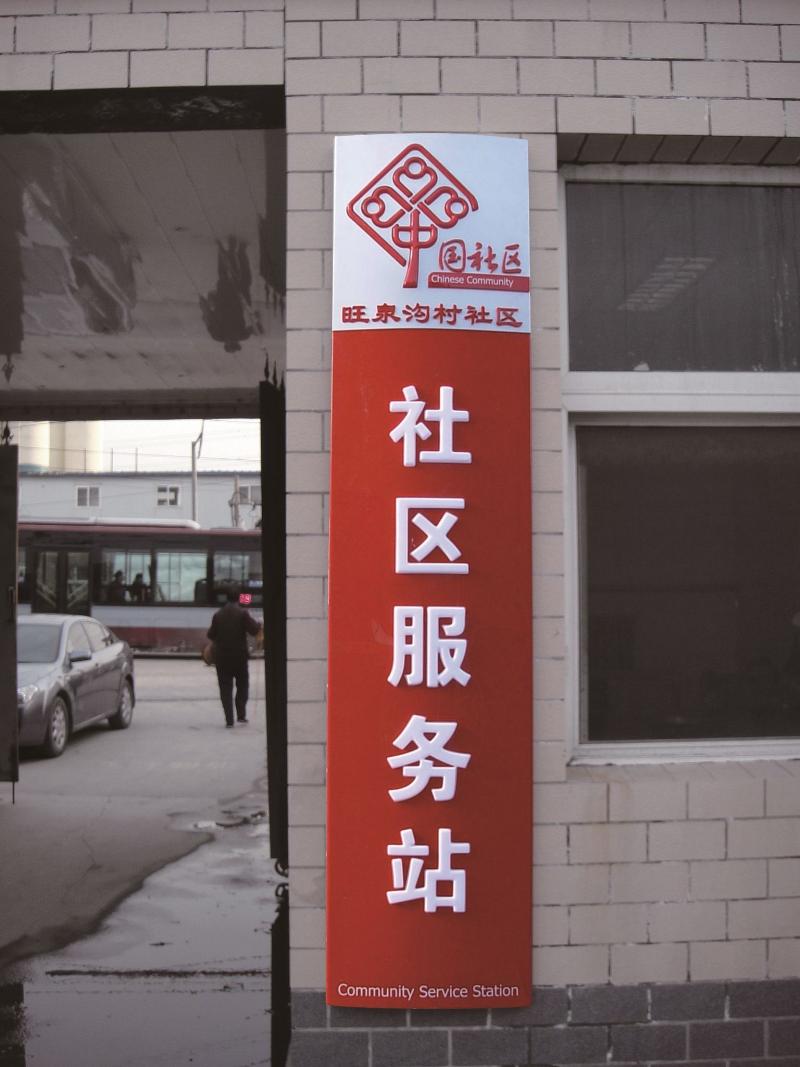 中国社区
Chinese Community
旺泉沟村社区
社区服务站
Community Service Station